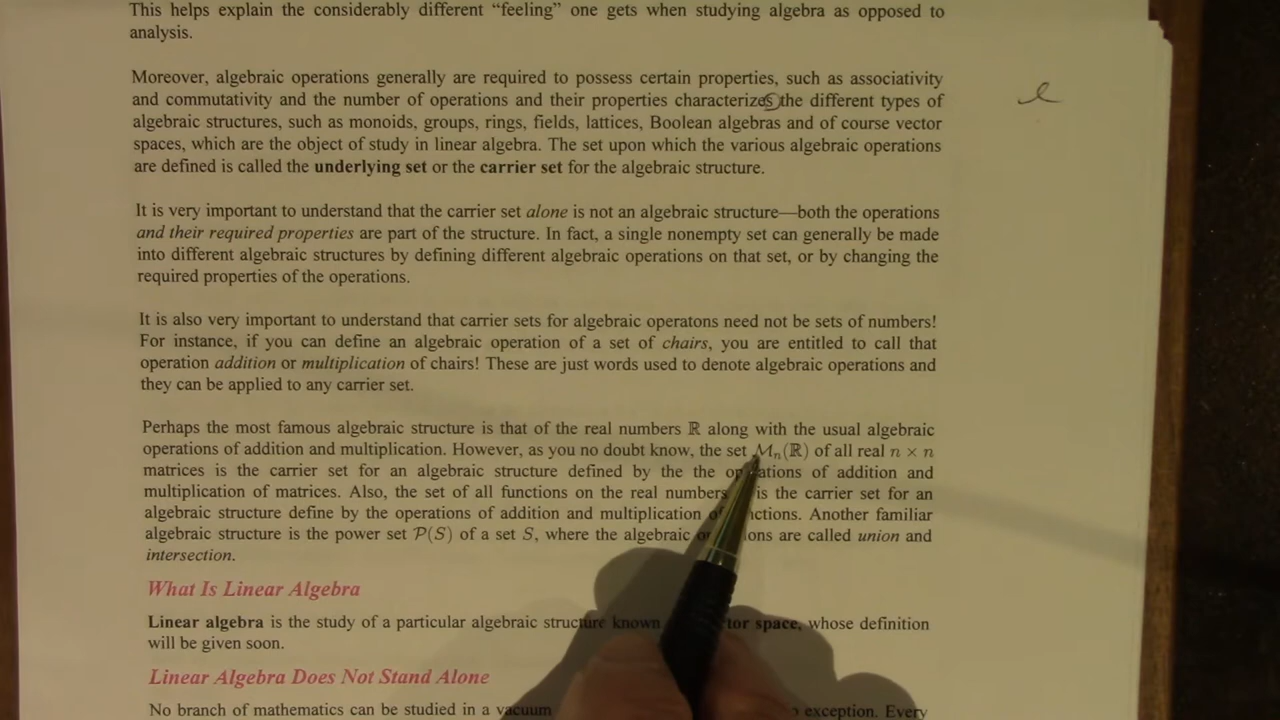 This helps explain the considerably different “feeling” one gets when studying algebra as opposed to
analysis.
Moreover, algebraic operations generally are required to possess certain properties, such as associativity
and commutativity and the number of operations and their properties characterizes the different types of
algebraic structures, such as monoids, groups, rings, fields, lattices, Boolean algebras and of course vector
spaces, which are the object of study in linear algebra. The set upon which the various algebraic operations
are defined is called the underlying set or the carrier set for the algebraic structure.
It is very important to understand that the carrier set alone is not an algebraic structure—both the operations
and their required properties are part of the structure. In fact, a single nonempty set can generally be made
into different algebraic structures by defining different algebraic operations on that set, or by changing the
required properties of the operations.
It is also very important to understand that carrier sets for algebraic operatons need not be sets of numbers!
For instance, if you can define an algebraic operation of a set of chairs, you are entitled to call that
operation addition or multiplication of chairs! These are just words used to denote algebraic operations and
they can be applied to any carrier set.
Perhaps the most famous algebraic structure is that of the real numbers ℝ along with the usual algebraic
operations of addition and multiplication. However, as you no doubt know, the set ℳn(ℝ) of all real n × n
matrices is the carrier set for an algebraic structure defined by the the operations of addition and
multiplication of matrices. Also, the set of all functions on the real numbers is the carrier set for an
algebraic structure define by the operations of addition and multiplication of functions. Another familiar
algebraic structure is the power set 𝒫(S) of a set S, where the algebraic are called union and
intersection.
What Is Linear Algebra
Linear algebra is the study of a particular algebraic structure known space, whose definition
will be given soon.
Linear Algebra Does Not Stand Alone
No branch of mathematics can be studied in a vacuum exception. Every